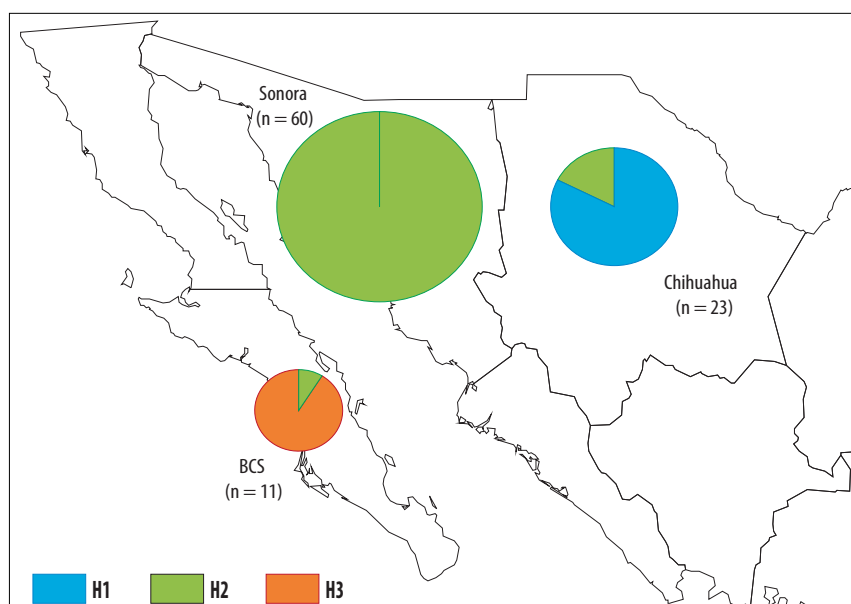 Sonora
(n = 60)
Chihuahua
(n = 23)
BCS
(n = 11)
H1 H2 H3